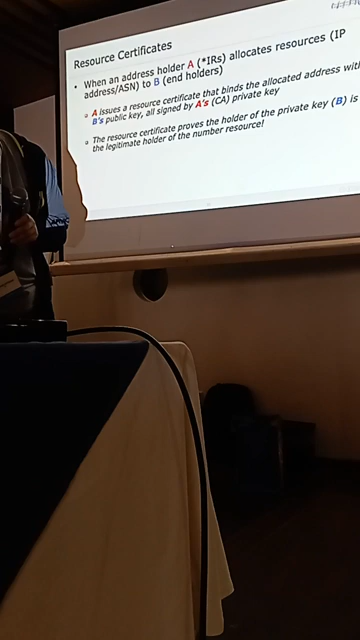 Resource Certificates
• When an address holder A (*IRs) allocates resources (IP
address/ASN) to B (end holders)
A issues a resource certificate that binds the allocated address with
B's public key, all signed by A's (CA) private key
The resource certificate proves the holder of the private key (B) is
the legitimate holder of the number resource!